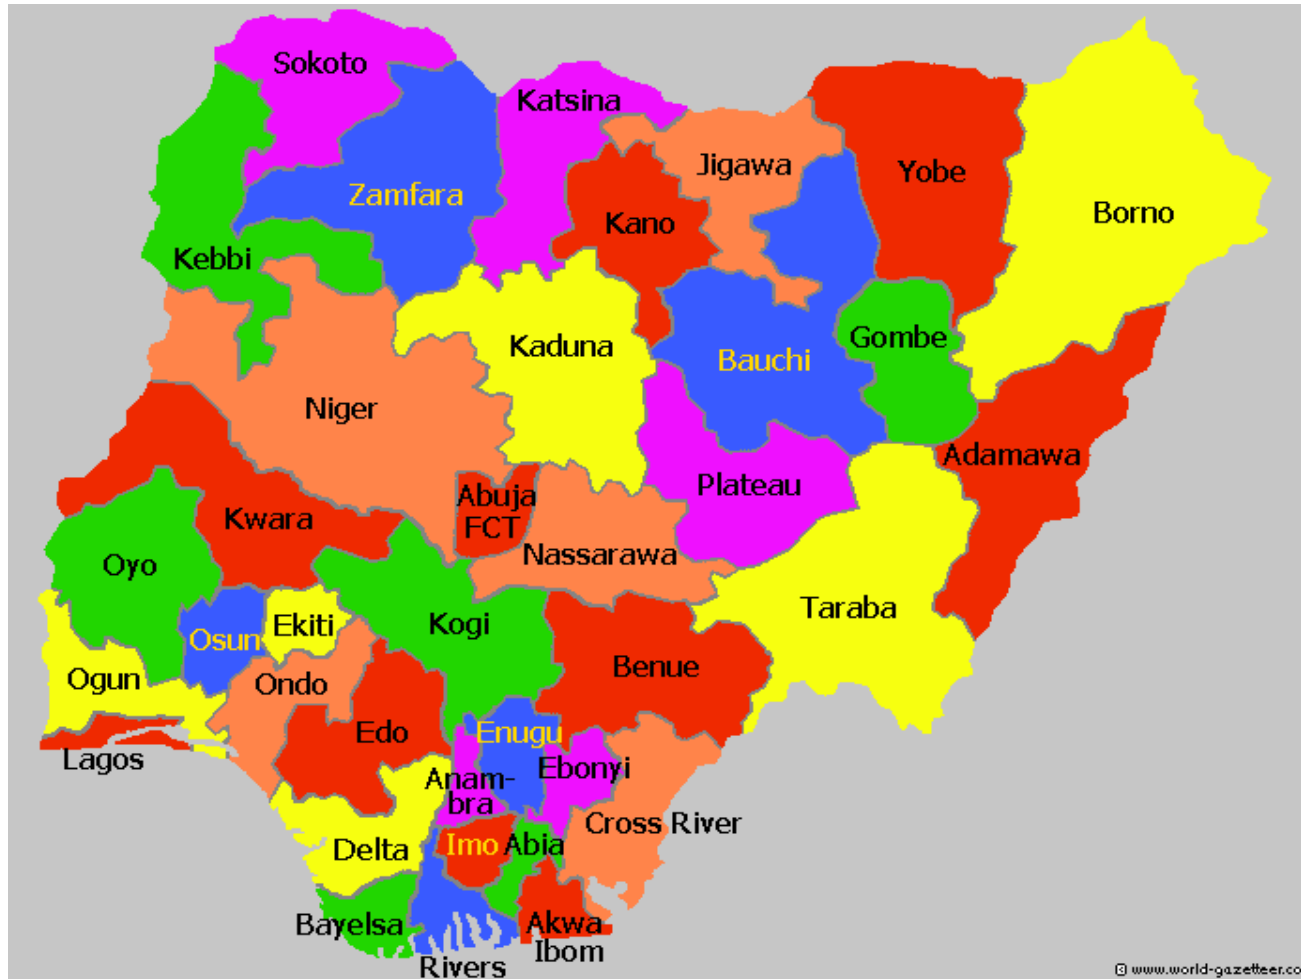 Sokoto
Katsina
Zamfara
Jigawa
Yobe
Kano
Borno
Kebbi
Kaduna
Gombe
Bauchi
Niger
Adamawa
Plateau
Abuja
FCT
Kwara
Nassarawa
Oyo
Taraba
Ekiti
Kogi
Osun
Benue
Ogun
Ondo
Edo
Enugu
Lagos
Ebonyi
Anam-
bra
Cross River
Delta
Imo
Abia
Bayelsa
Akwa
Ibom
Rivers
www.world-gazetteer.co